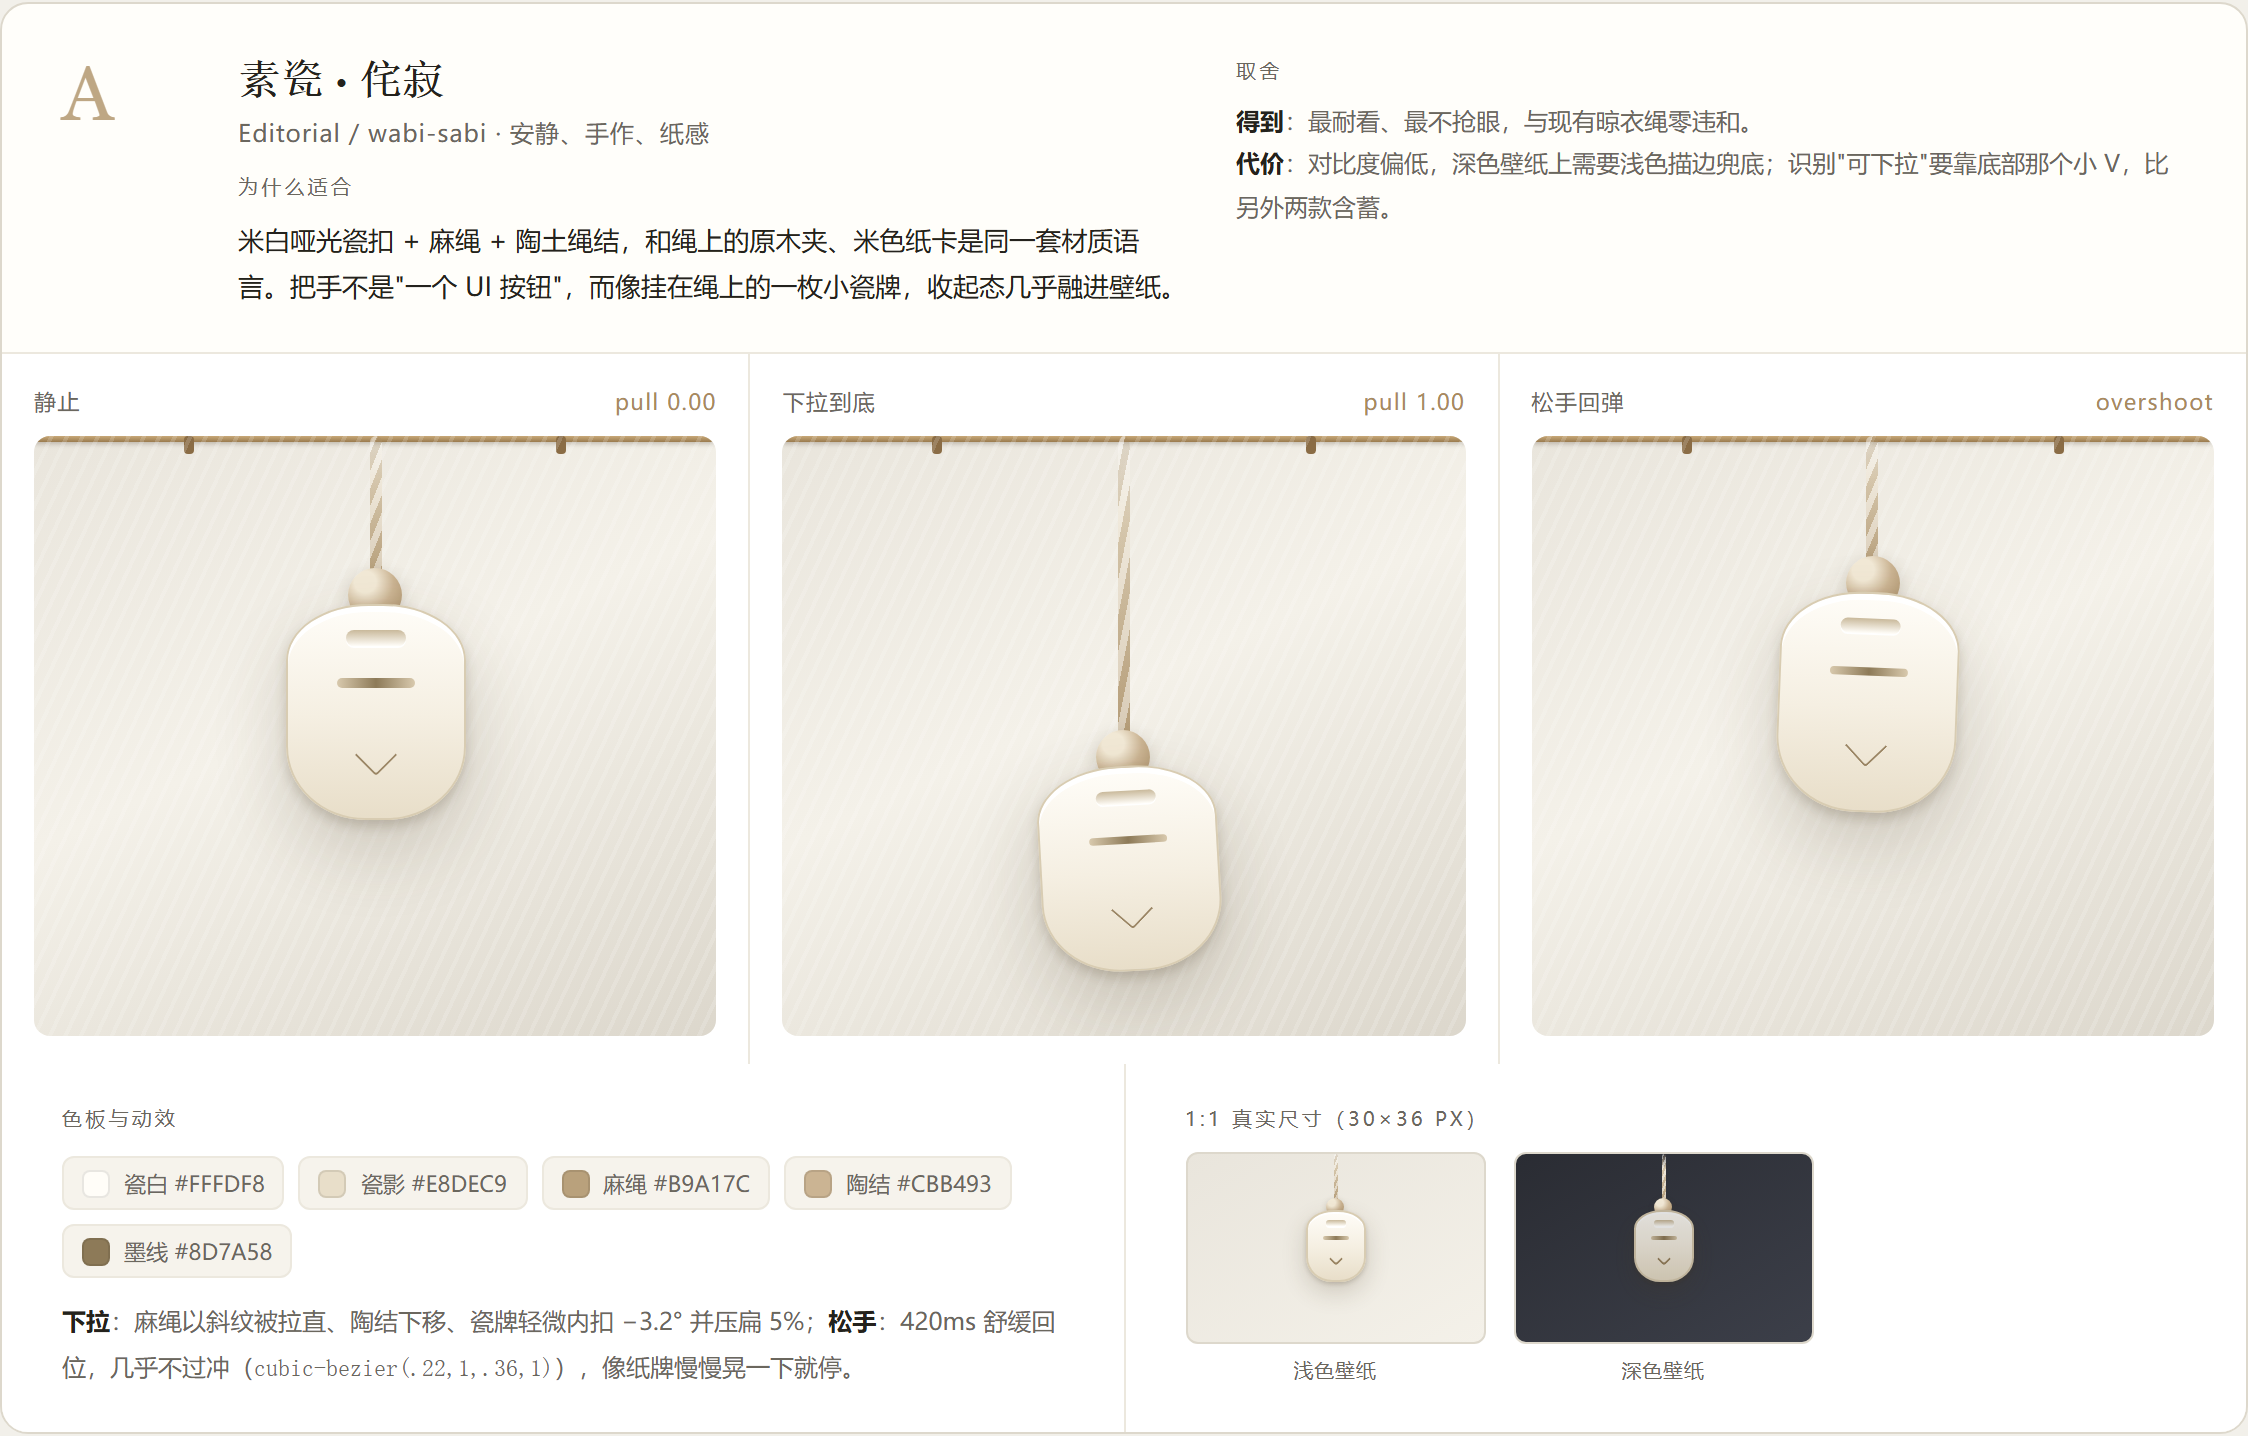 A
素瓷·侘寂
Editorial / wabi-sabi · 安静、手作、纸感
为什么适合
米白哑光瓷扣 + 麻绳 + 陶土绳结，和绳上的原木夹、米色纸卡是同一套材质语
言。把手不是"一个 UI 按钮"，而像挂在绳上的一枚小瓷牌，收起态几乎融进壁纸。
取舍
得到：最耐看、最不抢眼，与现有晾衣绳零违和。
代价：对比度偏低，深色壁纸上需要浅色描边兜底；识别"可下拉"要靠底部那个小 V，比
另外两款含蓄。
静止
pull 0.00
下拉到底
pull 1.00
松手回弹
overshoot
色板与动效
瓷白 #FFFDF8
瓷影 #E8DEC9
麻绳 #B9A17C
陶结 #CBB493
墨线 #8D7A58
下拉：麻绳以斜纹被拉直、陶结下移、瓷牌轻微内扣 −3.2° 并压扁 5%；松手：420ms 舒缓回
位，几乎不过冲（cubic-bezier(.22,1,.36,1)），像纸牌慢慢晃一下就停。
1:1 真实尺寸（30×36 PX）
浅色壁纸
深色壁纸